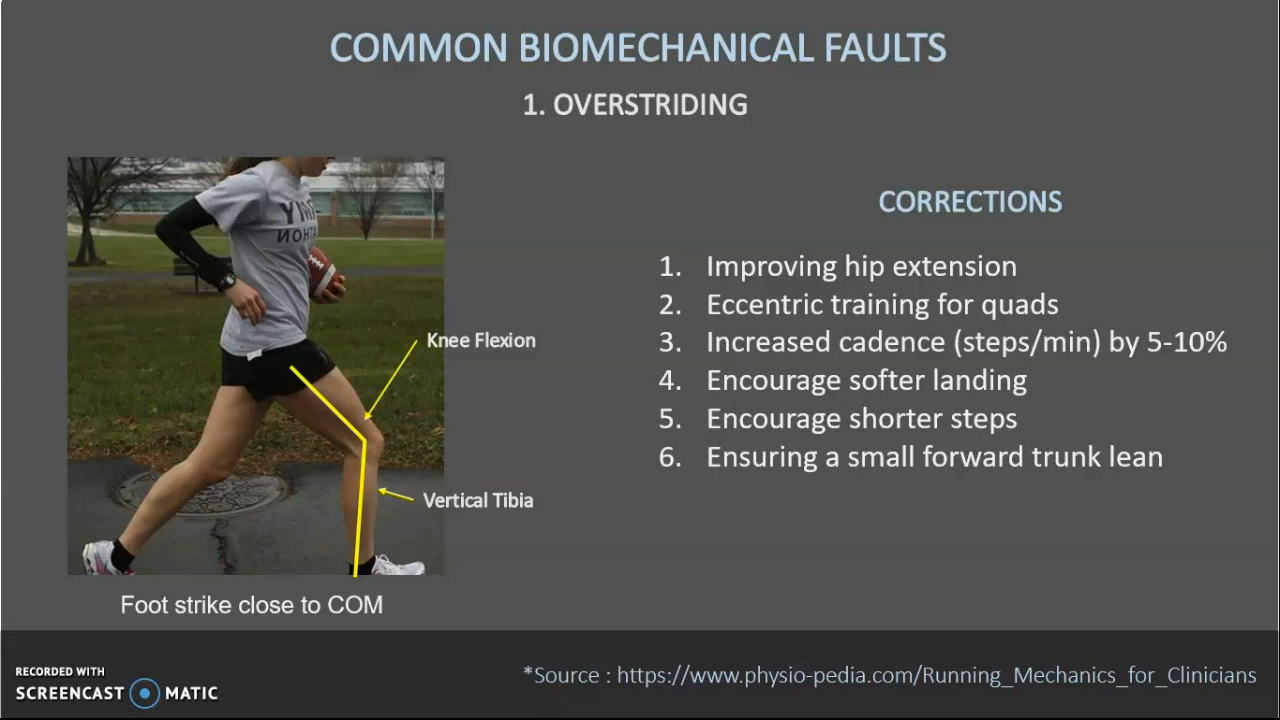 COMMON BIOMECHANICAL FAULTS
1. OVERSTRIDING
CORRECTIONS
1. Improving hip extension
2. Eccentric training for quads
3. Increased cadence (steps/min) by 5-10%
4. Encourage softer landing
5. Encourage shorter steps
6. Ensuring a small forward trunk lean
Knee Flexion
Vertical Tibia
Foot strike close to COM
RECORDED WITH
SCREENCAST MATIC
*Source : https://www.physio-pedia.com/Running_Mechanics_for_Clinicians